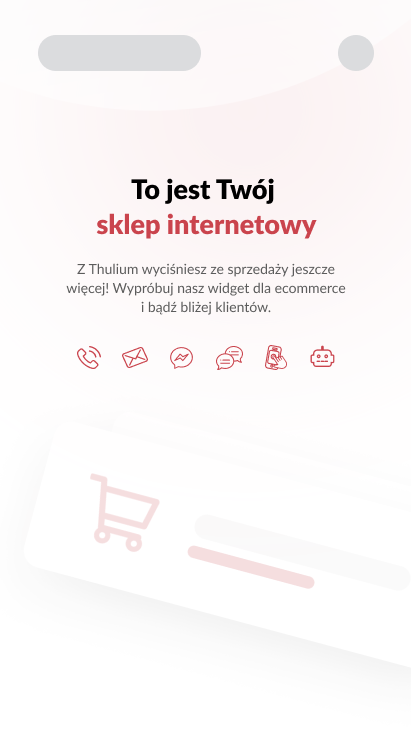 To jest Twój
sklep internetowy
Z Thulium wyciśniesz ze sprzedaży jeszcze
więcej! Wypróbuj nasz widget dla ecommerce
i bądź bliżej klientów.